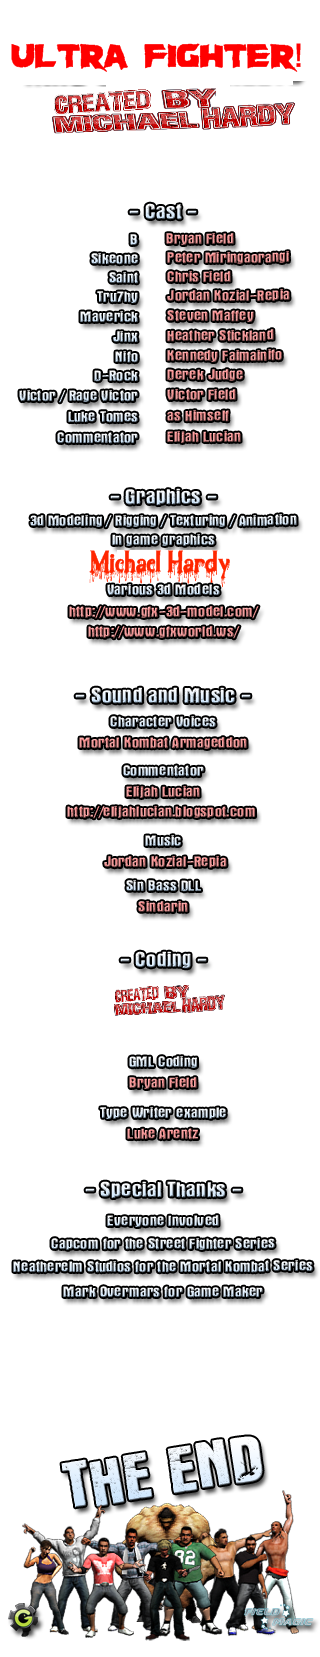 ULTRA FIGHTER!
CREATED BY
MICHAEL HARDY
- Cast -
B Bryan Field
Sikeone Peter Miringaorangi
Saint Chris Field
Tru7hy Jordan Kozial-Repia
Maverick Steven Maffey
Jinx Heather Stickland
Nifo Kennedy Faimainifo
D-Rock Derek Judge
Victor / Rage Victor Victor Field
Luke Tomes as Himself
Commentator Elijah Lucian
- Graphics -
3d Modeling / Rigging / Texturing / Animation
In game graphics
Michael Hardy
Various 3d Models
http://www.gfx-3d-model.com/
http://www.gfxworld.ws/
- Sound and Music -
Character Voices
Mortal Kombat Armageddon
Commentator
Elijah Lucian
http://elijahlucian.blogspot.com
Music
Jordan Kozial-Repia
Sin Bass DLL
Sindarin
- Coding -
CREATED BY
MICHAEL HARDY
GML Coding
Bryan Field
Type Writer example
Luke Arentz
- Special Thanks -
Everyone Involved
Capcom for the Street Fighter Series
Neatherelm Studios for the Mortal Kombat Series
Mark Overmars for Game Maker
THE END
82
G